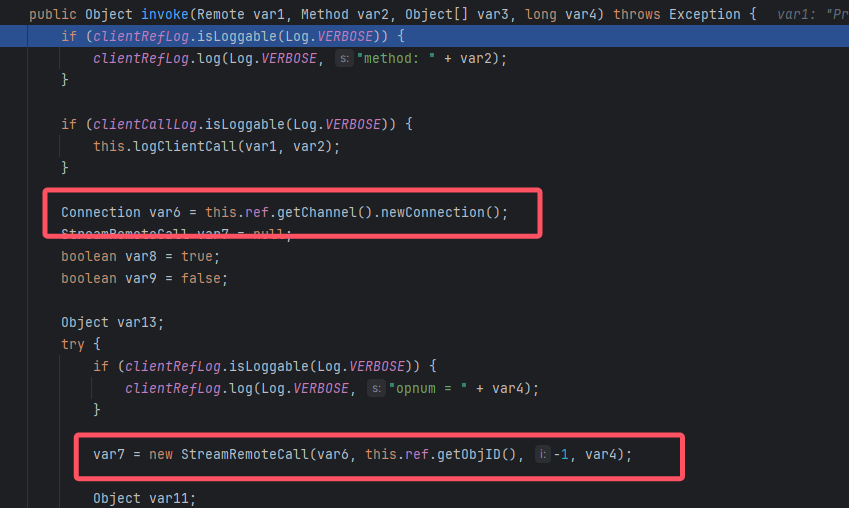 public Object invoke(Remote var1, Method var2, Object[] var3, long var4) throws Exception {   var1: "Pr
if (clientRefLog.isLoggable(Log.VERBOSE)) {
clientRefLog.log(Log.VERBOSE, s: "method: " + var2);
}
if (clientCallLog.isLoggable(Log.VERBOSE)) {
this.logClientCall(var1, var2);
}
Connection var6 = this.ref.getChannel().newConnection();
StreamRemoteCall var7 = null;
boolean var8 = true;
boolean var9 = false;
Object var13;
try {
if (clientRefLog.isLoggable(Log.VERBOSE)) {
clientRefLog.log(Log.VERBOSE, s: "opnum = " + var4);
}
var7 = new StreamRemoteCall(var6, this.ref.getObjID(), i: -1, var4);
Object var11;